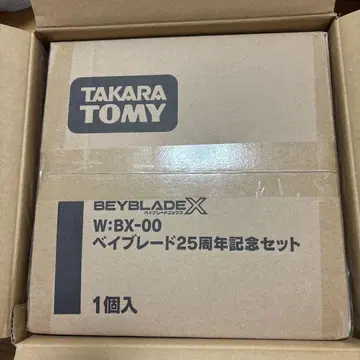 TAKARA
TOMY
BEYBLADE X
ベイブレードエックス
W:BX-00
ベイブレード25周年記念セット
1個入